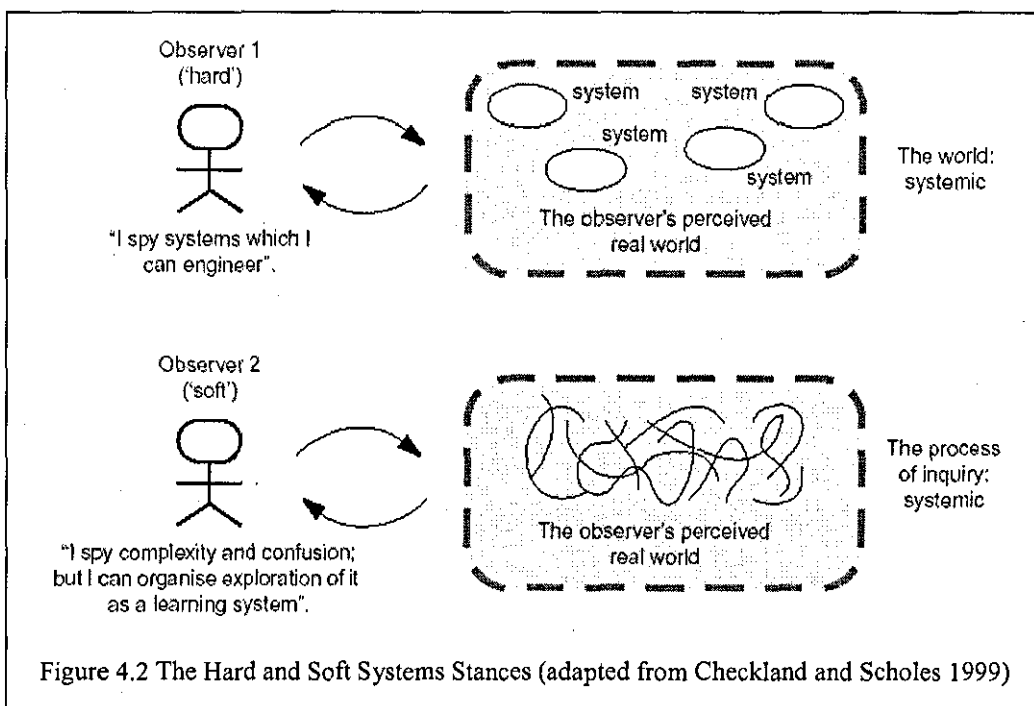 Observer 1
('hard')
"I spy systems which I
can engineer".
system
system
system
system
The observer's perceived
real world
The world:
systemic
Observer 2
('soft')
"I spy complexity and confusion;
but I can organise exploration of it
as a learning system".
The observer's perceived
real world
The process
of inquiry:
systemic
Figure 4.2 The Hard and Soft Systems Stances (adapted from Checkland and Scholes 1999)